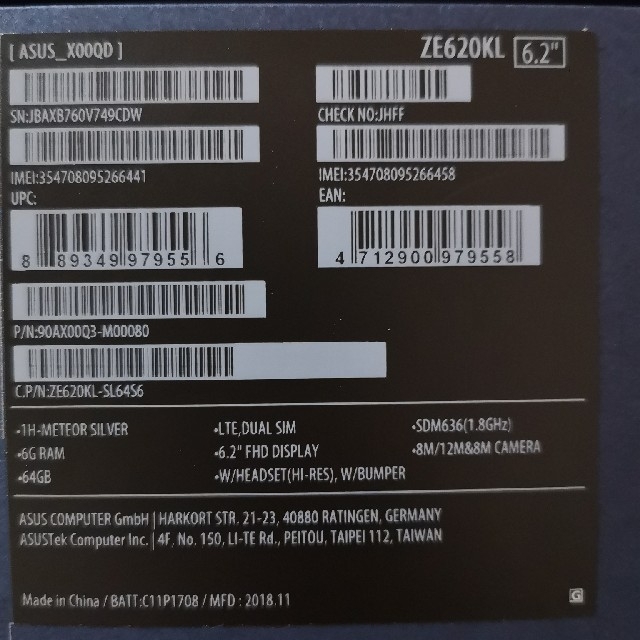 [ ASUS_X00QD ] ZE620KL 6.2"
SN:JBAXB760V749CDW CHECK NO:JHFF
IMEI:354708095266441 IMEI:354708095266458
UPC: EAN:
8 89349 97955 6 4 712900 979558
P/N:90AX00Q3-M00080
C.P/N:ZE620KL-SL64S6
•1H-METEOR SILVER •LTE,DUAL SIM •SDM636(1.8GHz)
•6G RAM •6.2" FHD DISPLAY •8M/12M&8M CAMERA
•64GB •W/HEADSET(HI-RES), W/BUMPER
ASUS COMPUTER GmbH | HARKORT STR. 21-23, 40880 RATINGEN, GERMANY
ASUSTek Computer Inc. | 4F, No. 150, LI-TE Rd., PEITOU, TAIPEI 112, TAIWAN
Made in China / BATT:C11P1708 / MFD : 2018.11 G